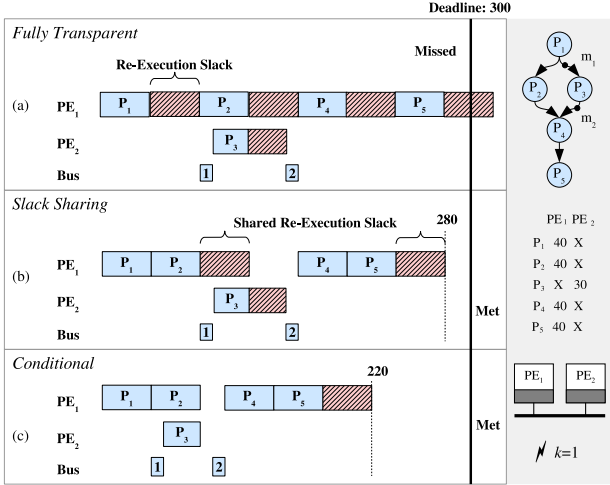 Deadline: 300
Fully Transparent
Missed
Re-Execution Slack
(a)
PE1 P1 P2 P4 P5
PE2 P3
Bus 1 2
Slack Sharing
Shared Re-Execution Slack
280
(b)
PE1 P1 P2 P4 P5
PE2 P3
Bus 1 2
Met
Conditional
220
(c)
PE1 P1 P2 P4 P5
PE2 P3
Bus 1 2
Met
P1
m1
P2 P3
m2
P4
P5
PE1 PE2
P1 40 X
P2 40 X
P3 X 30
P4 40 X
P5 40 X
PE1 PE2
k=1